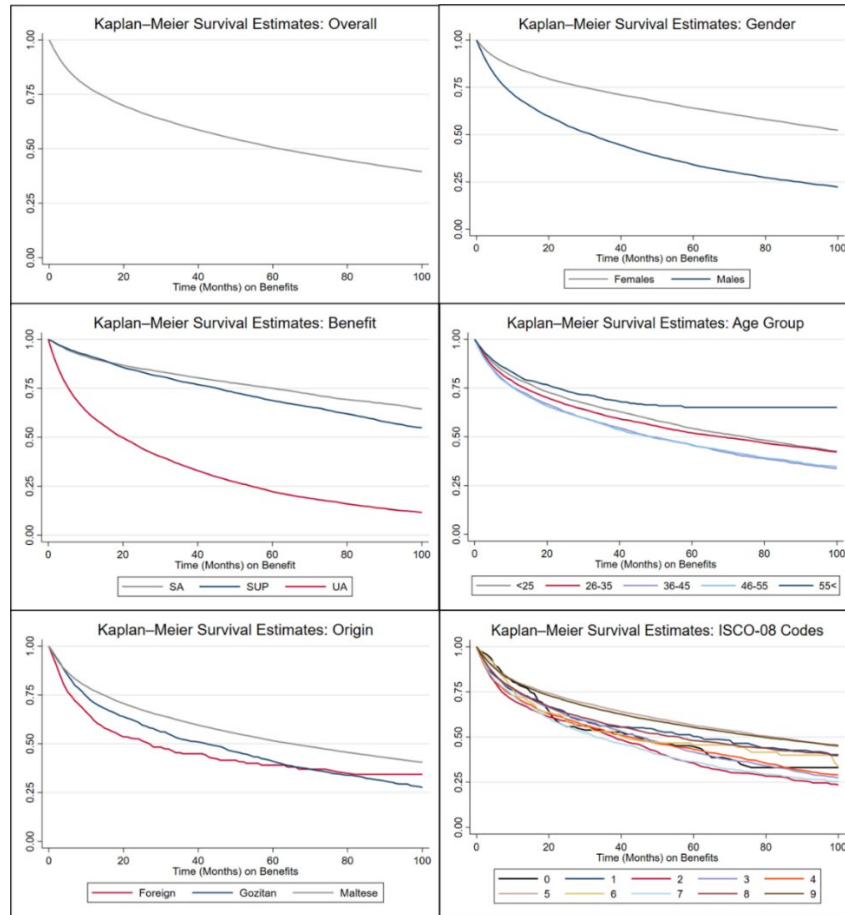 Kaplan–Meier Survival Estimates: Overall
1.00
0.75
0.50
0.25
0.00
0 20 40 60 80 100
Time (Months) on Benefits
Kaplan–Meier Survival Estimates: Gender
1.00
0.75
0.50
0.25
0.00
0 20 40 60 80 100
Time (Months) on Benefits
Females Males
Kaplan–Meier Survival Estimates: Benefit
1.00
0.75
0.50
0.25
0.00
0 20 40 60 80 100
Time (Months) on Benefit
SA SUP UA
Kaplan–Meier Survival Estimates: Age Group
1.00
0.75
0.50
0.25
0.00
0 20 40 60 80 100
Time (Months) on Benefits
<25 26-35 36-45 46-55 55<
Kaplan–Meier Survival Estimates: Origin
1.00
0.75
0.50
0.25
0.00
0 20 40 60 80 100
Time (Months) on Benefits
Foreign Gozitan Maltese
Kaplan–Meier Survival Estimates: ISCO-08 Codes
1.00
0.75
0.50
0.25
0.00
0 20 40 60 80 100
Time (Months) on Benefits
0 1 2 3 4
5 6 7 8 9